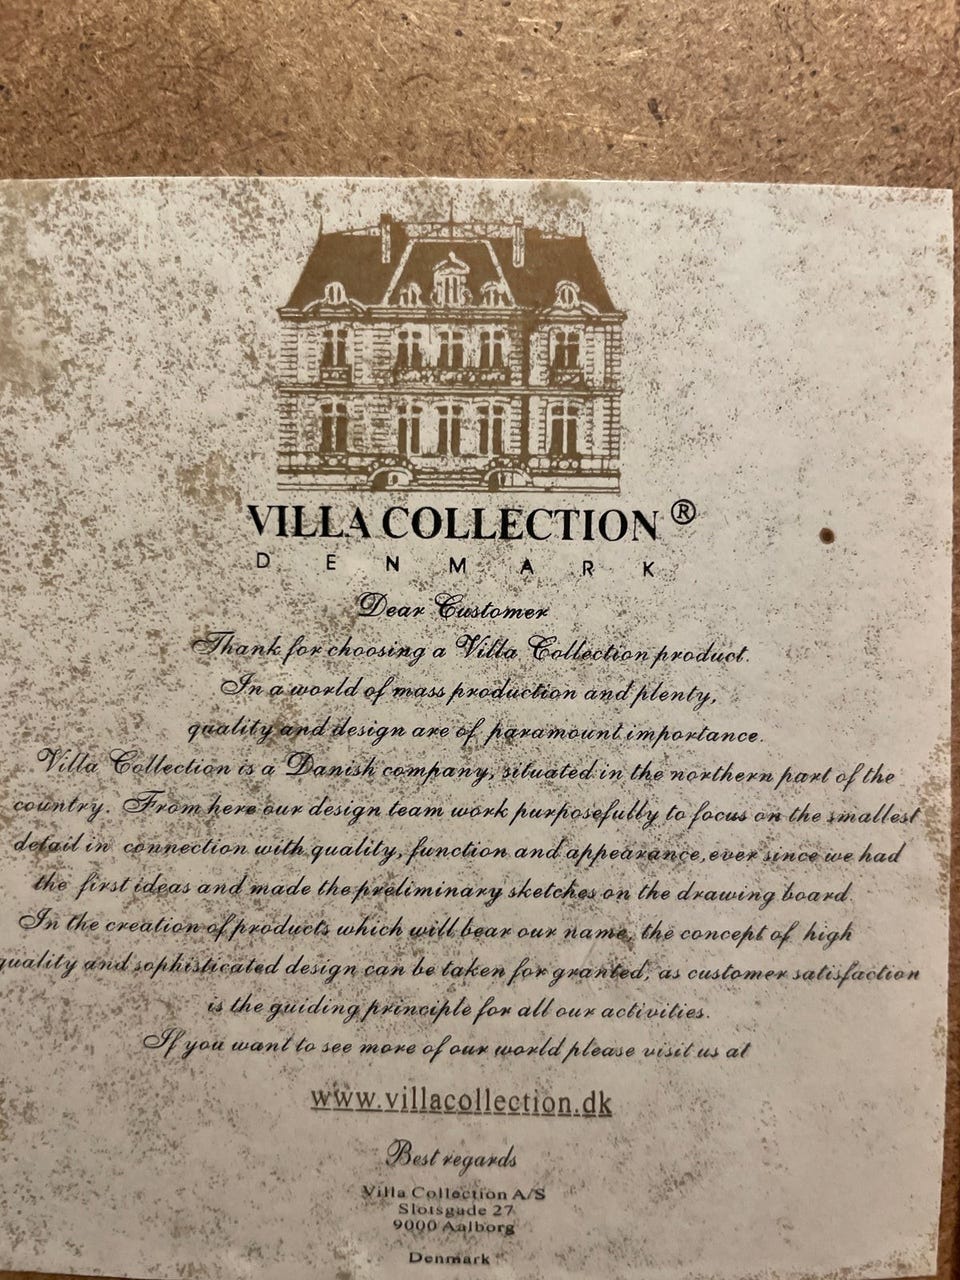 VILLA COLLECTION ®
DENMARK
Dear Customer
Thank for choosing a Villa Collection product.
In a world of mass production and plenty,
quality and design are of paramount importance.
Villa Collection is a Danish company, situated in the northern part of the
country. From here our design team work purposefully to focus on the smallest
detail in connection with quality, function and appearance, ever since we had
the first ideas and made the preliminary sketches on the drawing board.
In the creation of products which will bear our name, the concept of high
quality and sophisticated design can be taken for granted, as customer satisfaction
is the guiding principle for all our activities.
If you want to see more of our world please visit us at
www.villacollection.dk
Best regards
Villa Collection A/S
Slotsgade 27
9000 Aalborg
Denmark